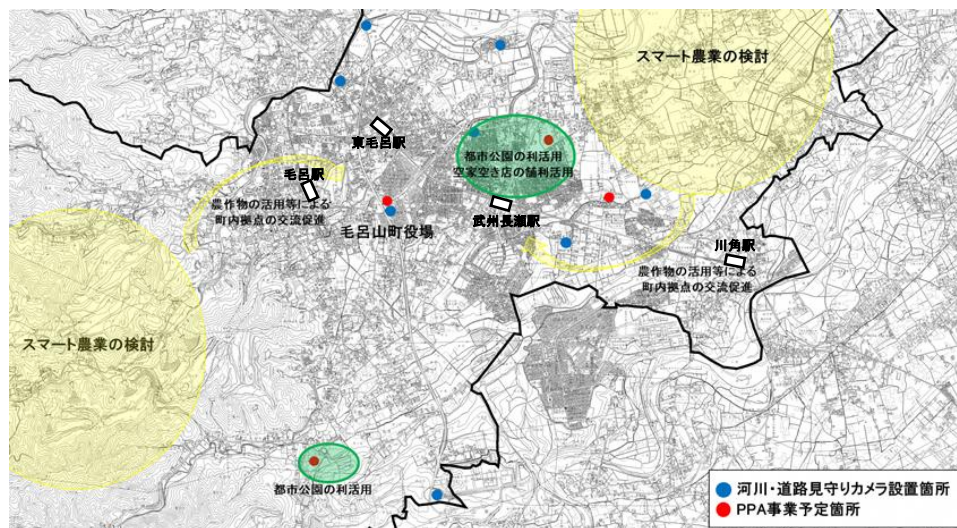 スマート農業の検討
東毛呂駅
都市公園の利活用
空家空き店の舗利活用
毛呂駅
農作物の活用等による
町内拠点の交流促進
毛呂山町役場
武州長瀬駅
川角駅
農作物の活用等による
町内拠点の交流促進
スマート農業の検討
都市公園の利活用
河川・道路見守りカメラ設置箇所
PPA事業予定箇所